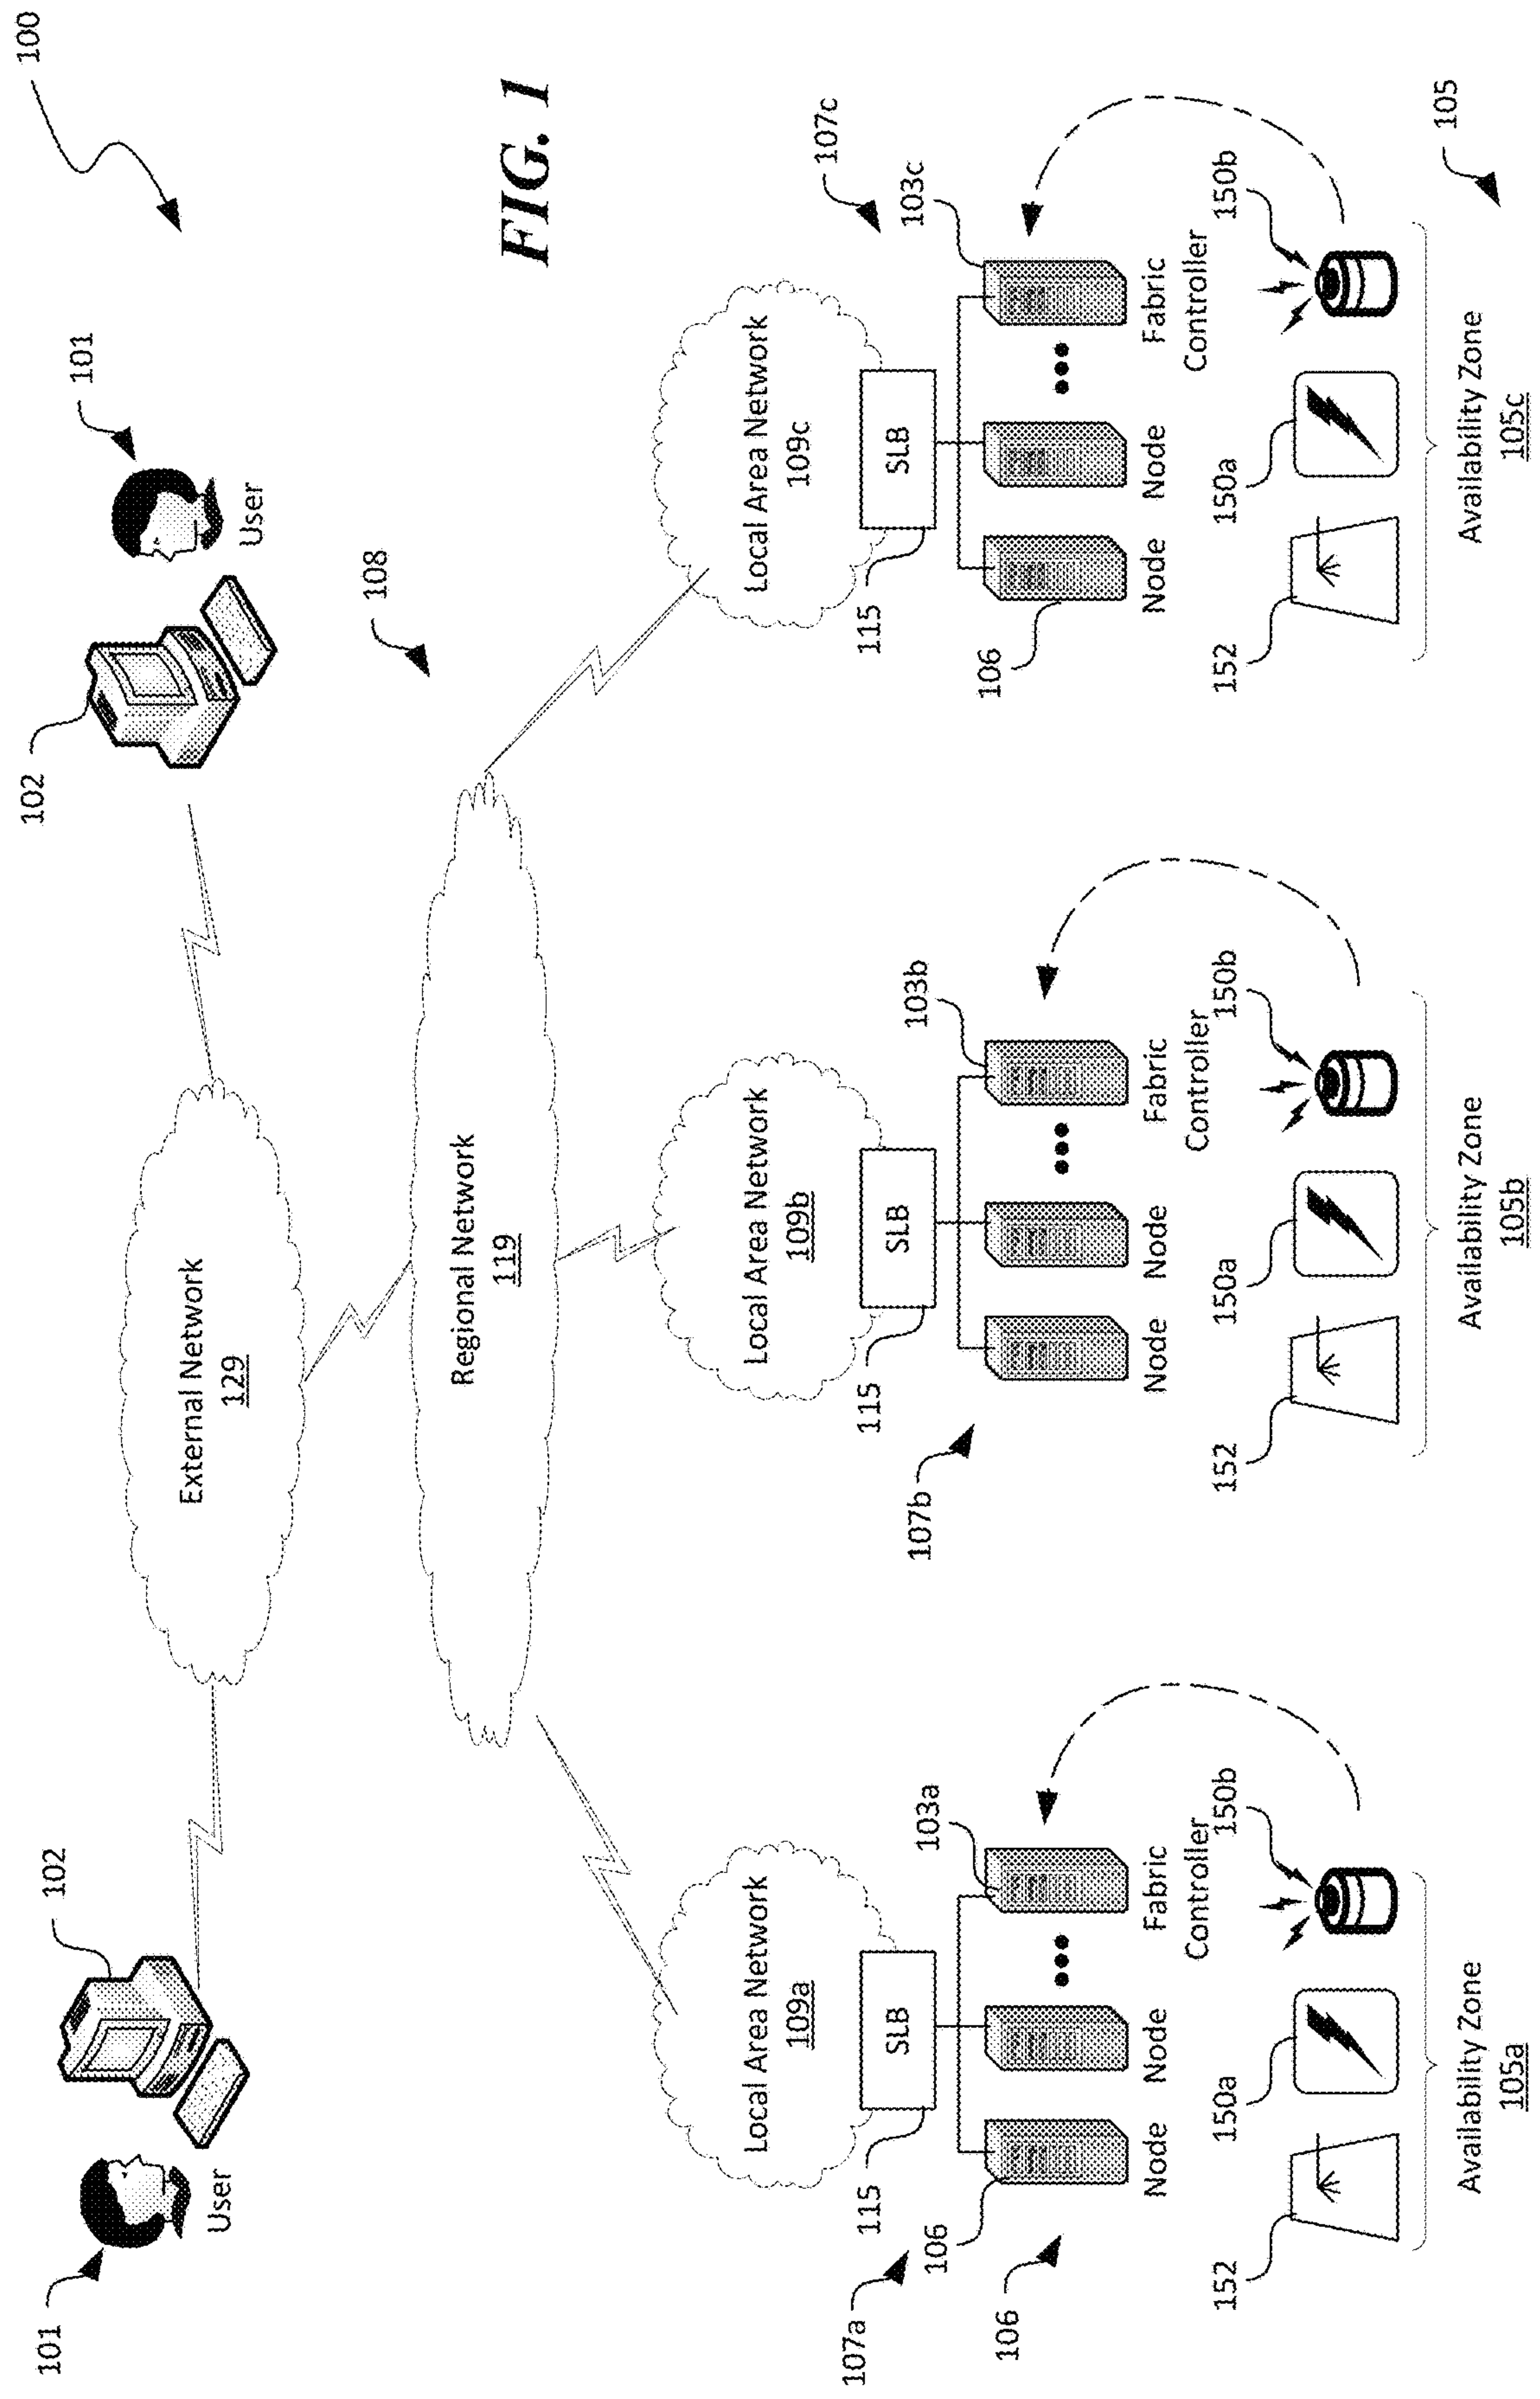 100
101
User
102
102
101
User
External Network
129
108
Regional Network
119
FIG. 1
Local Area Network
109a
Local Area Network
109b
Local Area Network
109c
107a
115
SLB
103a
107b
115
SLB
103b
115
SLB
107c
103c
106
106
106
Node
Node
Fabric
Controller
Node
Node
Fabric
Controller
Node
Node
Fabric
Controller
152
150a
150b
152
150a
150b
152
150a
150b
Availability Zone
105a
Availability Zone
105b
Availability Zone
105c
105